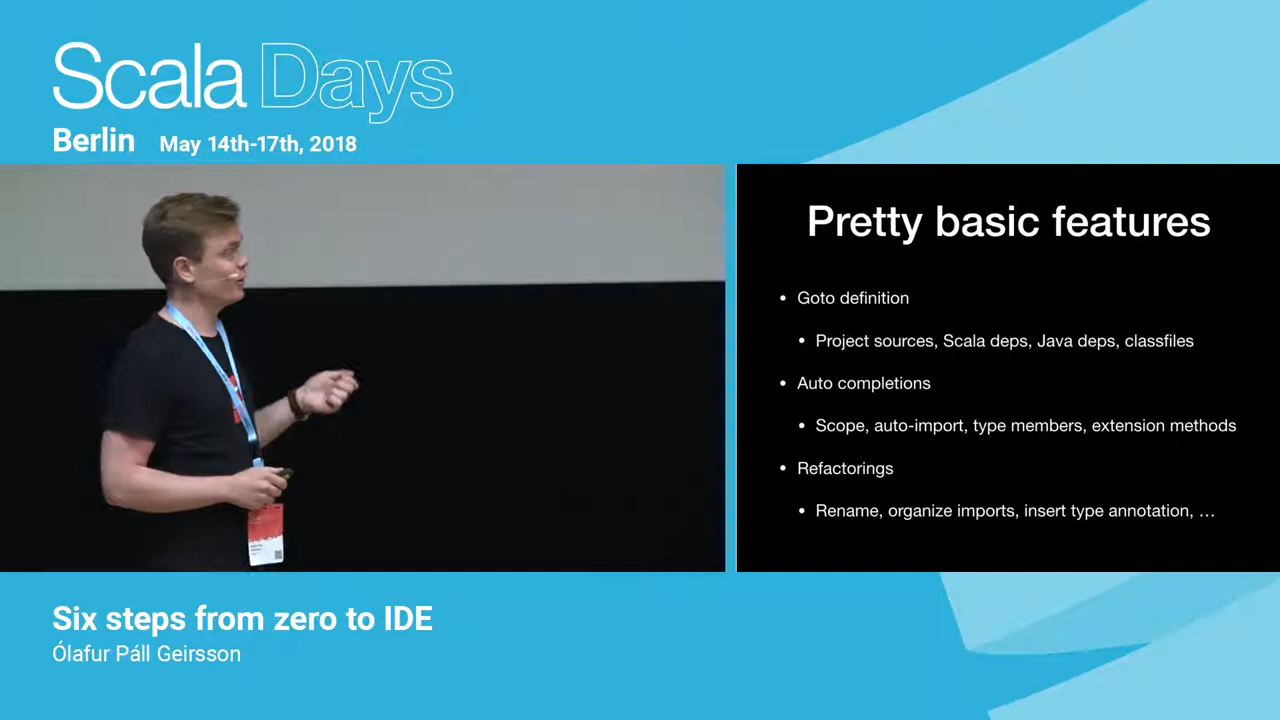 Scala Days
Berlin May 14th-17th, 2018
Pretty basic features
• Goto definition
• Project sources, Scala deps, Java deps, classfiles
• Auto completions
• Scope, auto-import, type members, extension methods
• Refactorings
• Rename, organize imports, insert type annotation, …
Six steps from zero to IDE
Ólafur Páll Geirsson